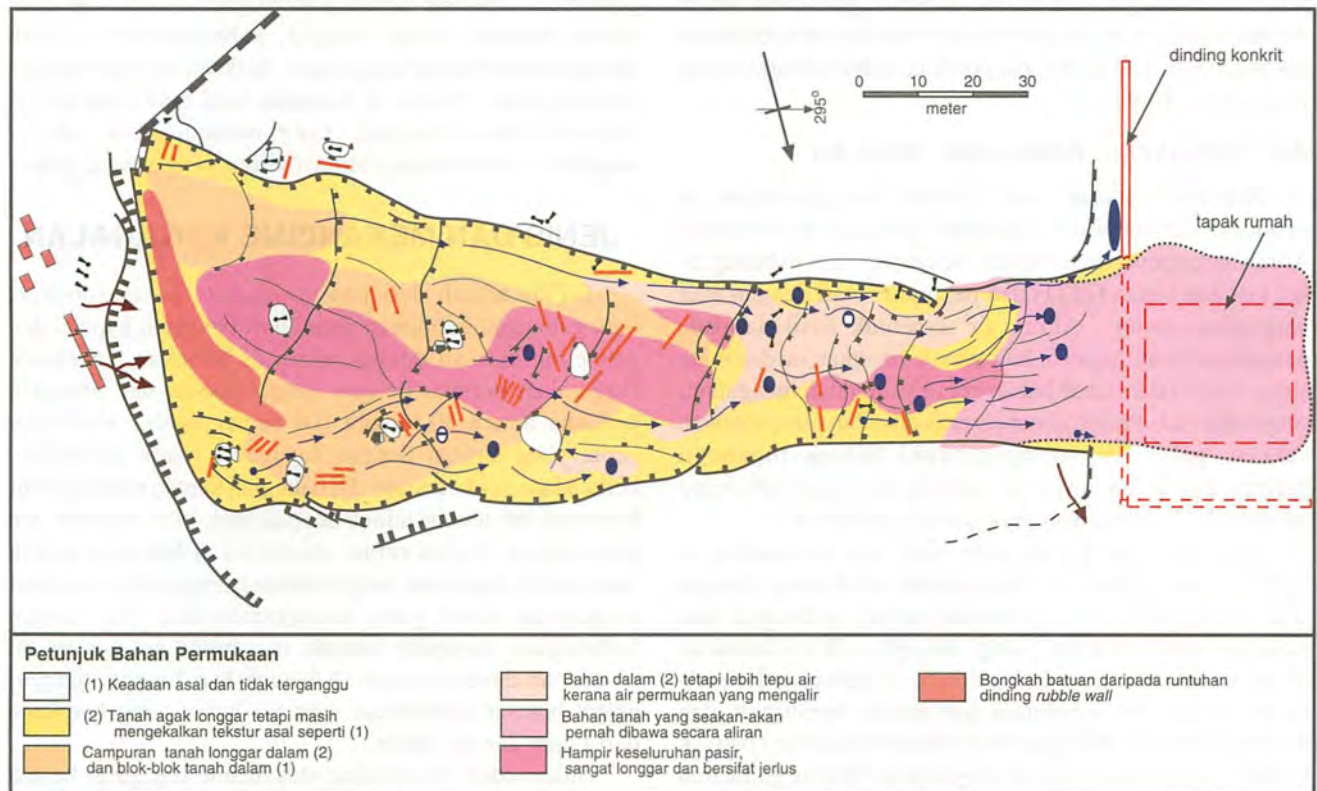 dinding konkrit
295°
0 10 20 30
meter
tapak rumah
Petunjuk Bahan Permukaan
(1) Keadaan asal dan tidak terganggu
(2) Tanah agak longgar tetapi masih
mengekalkan tekstur asal seperti (1)
Campuran tanah longgar dalam (2)
dan blok-blok tanah dalam (1)
Bahan dalam (2) tetapi lebih tepu air
kerana air permukaan yang mengalir
Bahan tanah yang seakan-akan
pernah dibawa secara aliran
Hampir keseluruhan pasir,
sangat longgar dan bersifat jerlus
Bongkah batuan daripada runtuhan
dinding rubble wall